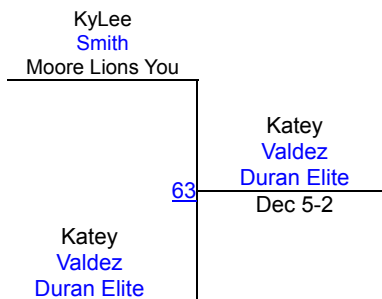 KyLee
Smith
Moore Lions You
Katey
Valdez
Duran Elite
63
Dec 5-2
Katey
Valdez
Duran Elite